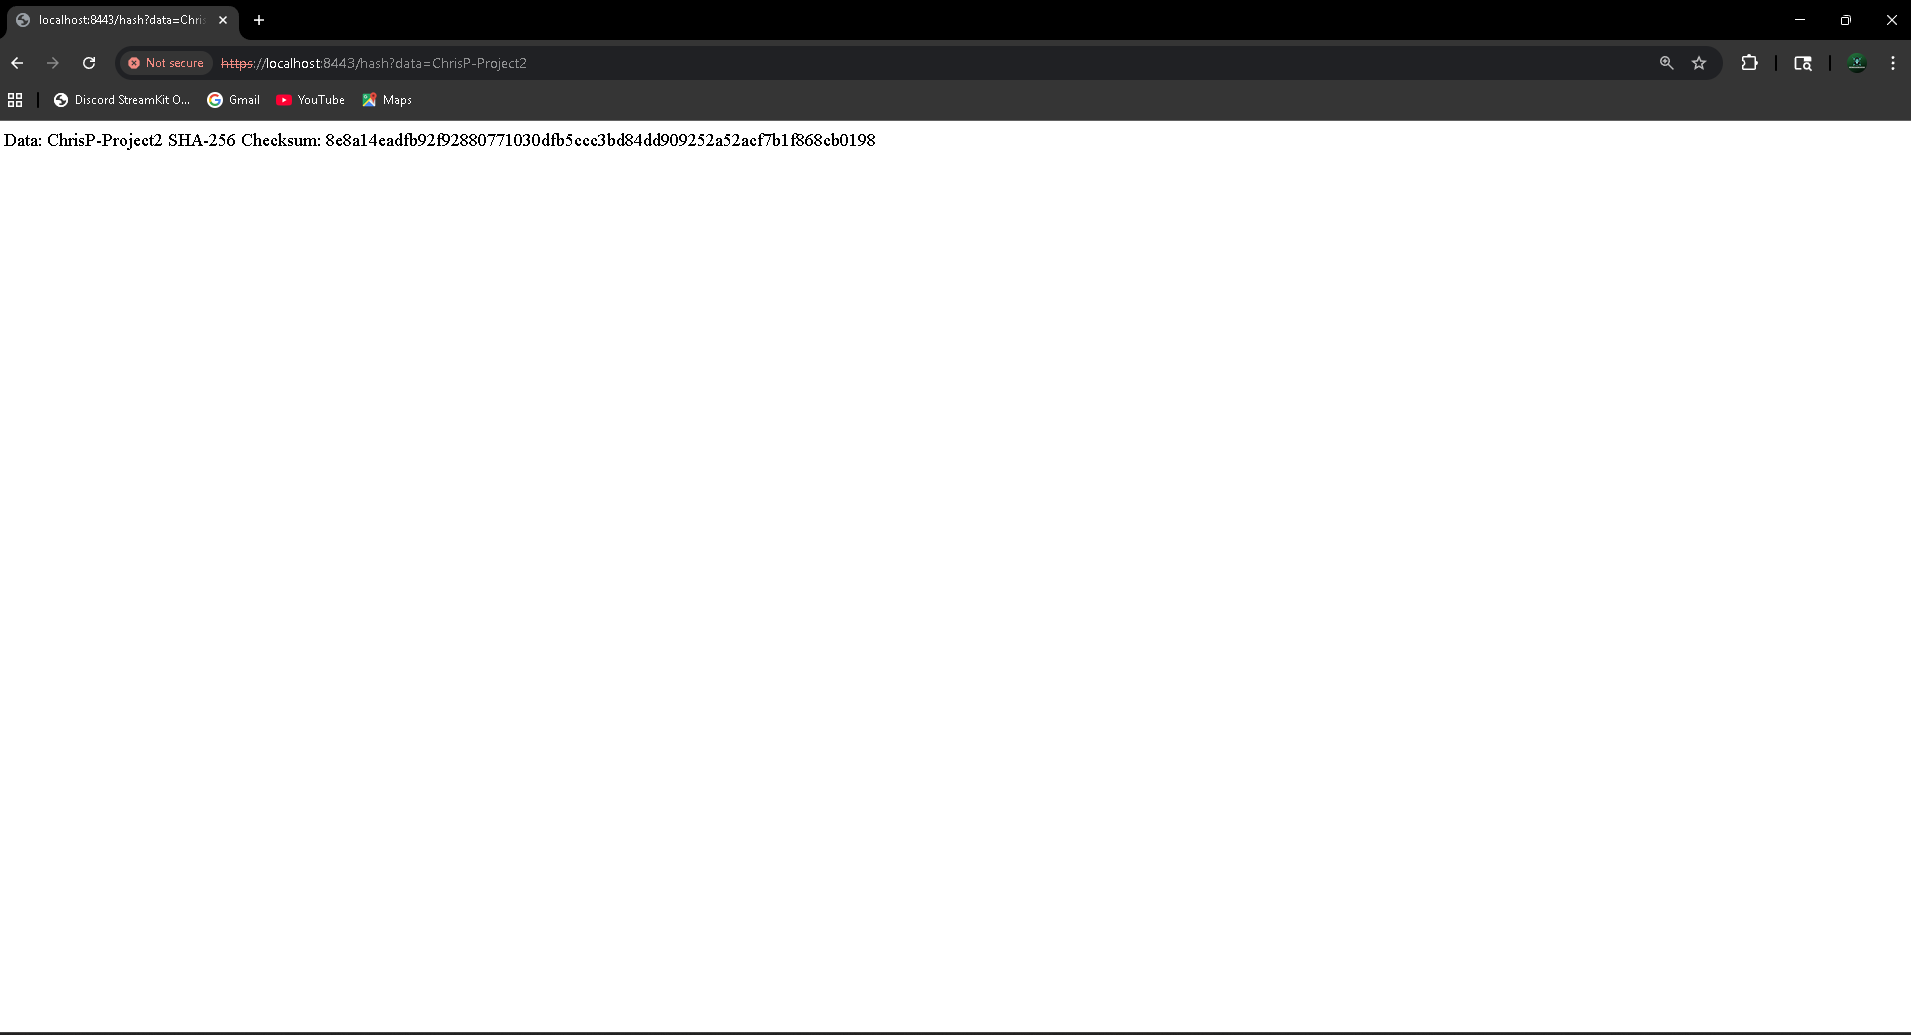 localhost:8443/hash?data=Chris
Not secure
https://localhost:8443/hash?data=ChrisP-Project2
Discord StreamKit O...
Gmail
YouTube
Maps
Data: ChrisP-Project2 SHA-256 Checksum: 8e8a14eadfb92f92880771030dfb5ccc3bd84dd909252a52acf7b1f868cb0198